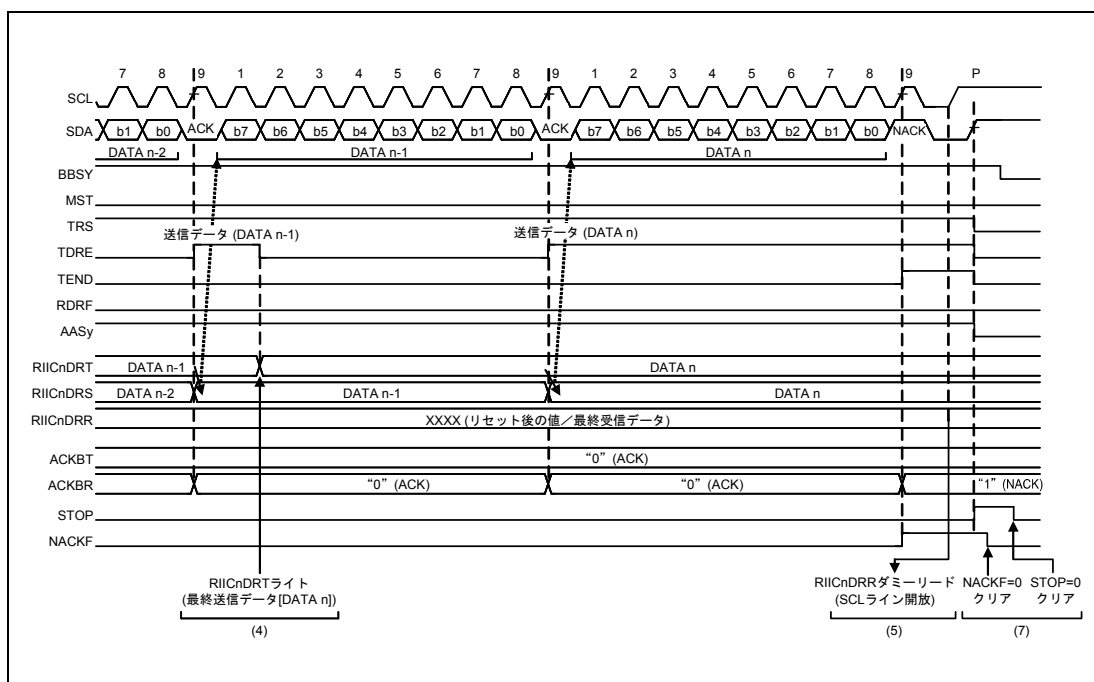 7 8 9 1 2 3 4 5 6 7 8 9 1 2 3 4 5 6 7 8 9 P
SCL
SDA b1 b0 ACK b7 b6 b5 b4 b3 b2 b1 b0 ACK b7 b6 b5 b4 b3 b2 b1 b0 NACK
DATA n-2 DATA n-1 DATA n
BBSY
MST
TRS
送信データ (DATA n-1) 送信データ (DATA n)
TDRE
TEND
RDRF
AASy
RIICnDRT DATA n-1 DATA n
RIICnDRS DATA n-2 DATA n-1 DATA n
RIICnDRR XXXX (リセット後の値/最終受信データ)
ACKBT “0” (ACK)
ACKBR “0” (ACK) “0” (ACK) “1” (NACK)
STOP
NACKF
RIICnDRTライト RIICnDRRダミーリード NACKF=0 STOP=0
(最終送信データ[DATA n]) (SCLライン開放) クリア クリア
(4) (5) (7)